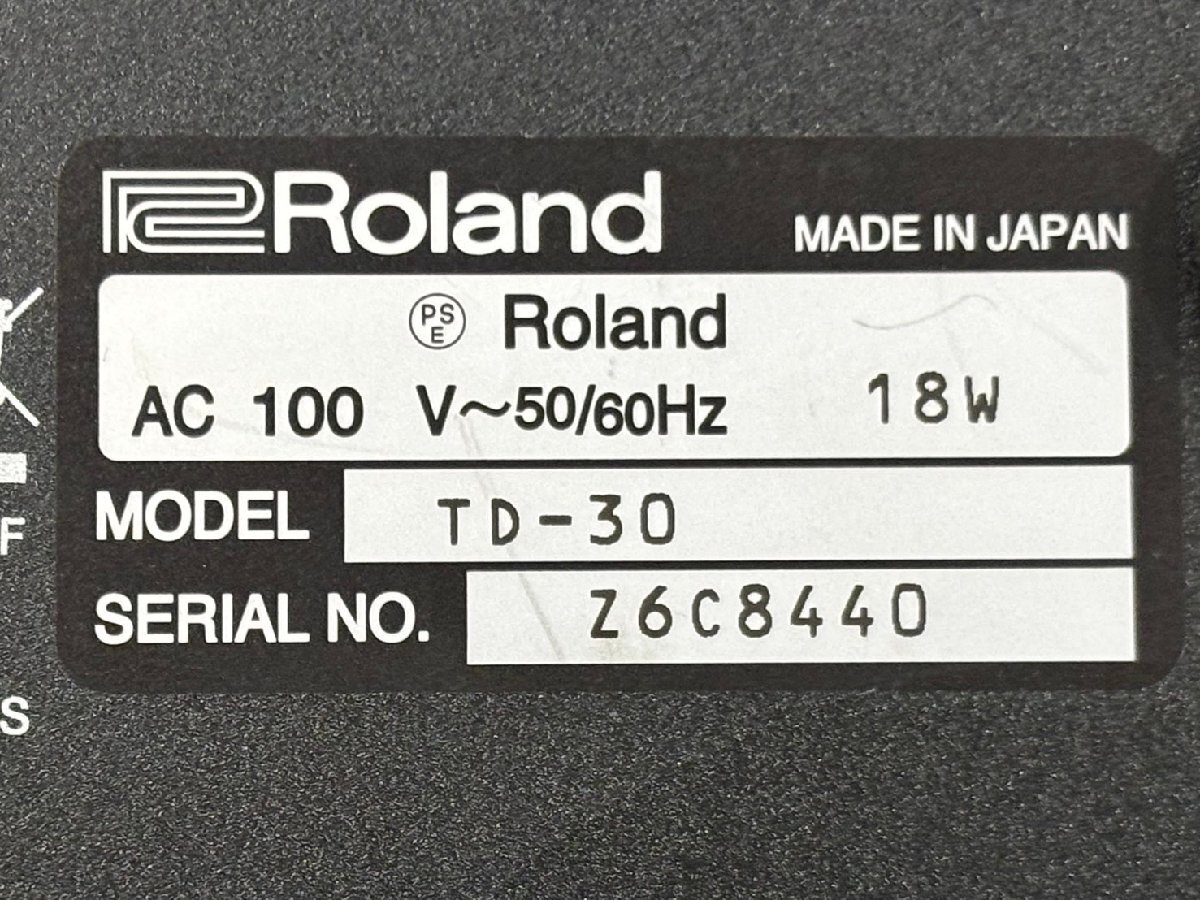 Roland MADE IN JAPAN
PS
E Roland
AC 100 V~50/60Hz 18W
MODEL TD-30
SERIAL NO. Z6C8440
F
S